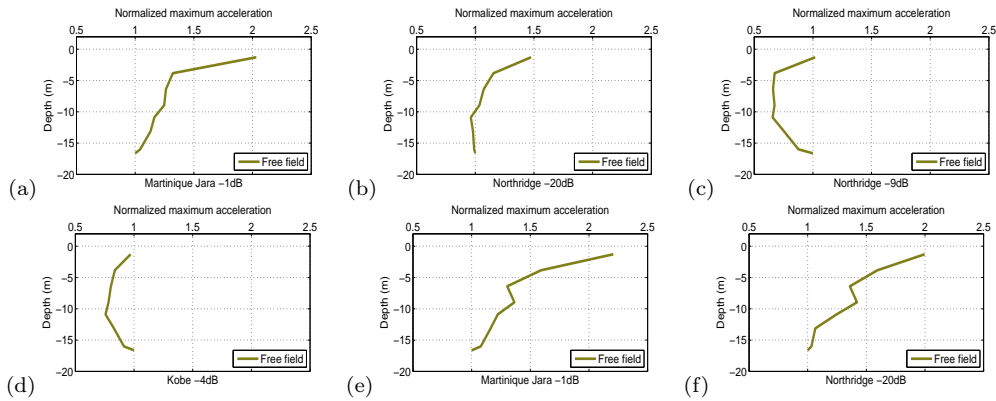 Normalized maximum acceleration
0.5 1 1.5 2 2.5
0
−5
−10
−15
−20
Depth (m)
Free field
Martinique Jara −1dB
(a)
Normalized maximum acceleration
0.5 1 1.5 2 2.5
0
−5
−10
−15
−20
Depth (m)
Free field
Northridge −20dB
(b)
Normalized maximum acceleration
0.5 1 1.5 2 2.5
0
−5
−10
−15
−20
Depth (m)
Free field
Northridge −9dB
(c)
Normalized maximum acceleration
0.5 1 1.5 2 2.5
0
−5
−10
−15
−20
Depth (m)
Free field
Kobe −4dB
(d)
Normalized maximum acceleration
0.5 1 1.5 2 2.5
0
−5
−10
−15
−20
Depth (m)
Free field
Martinique Jara −1dB
(e)
Normalized maximum acceleration
0.5 1 1.5 2 2.5
0
−5
−10
−15
−20
Depth (m)
Free field
Northridge −20dB
(f)